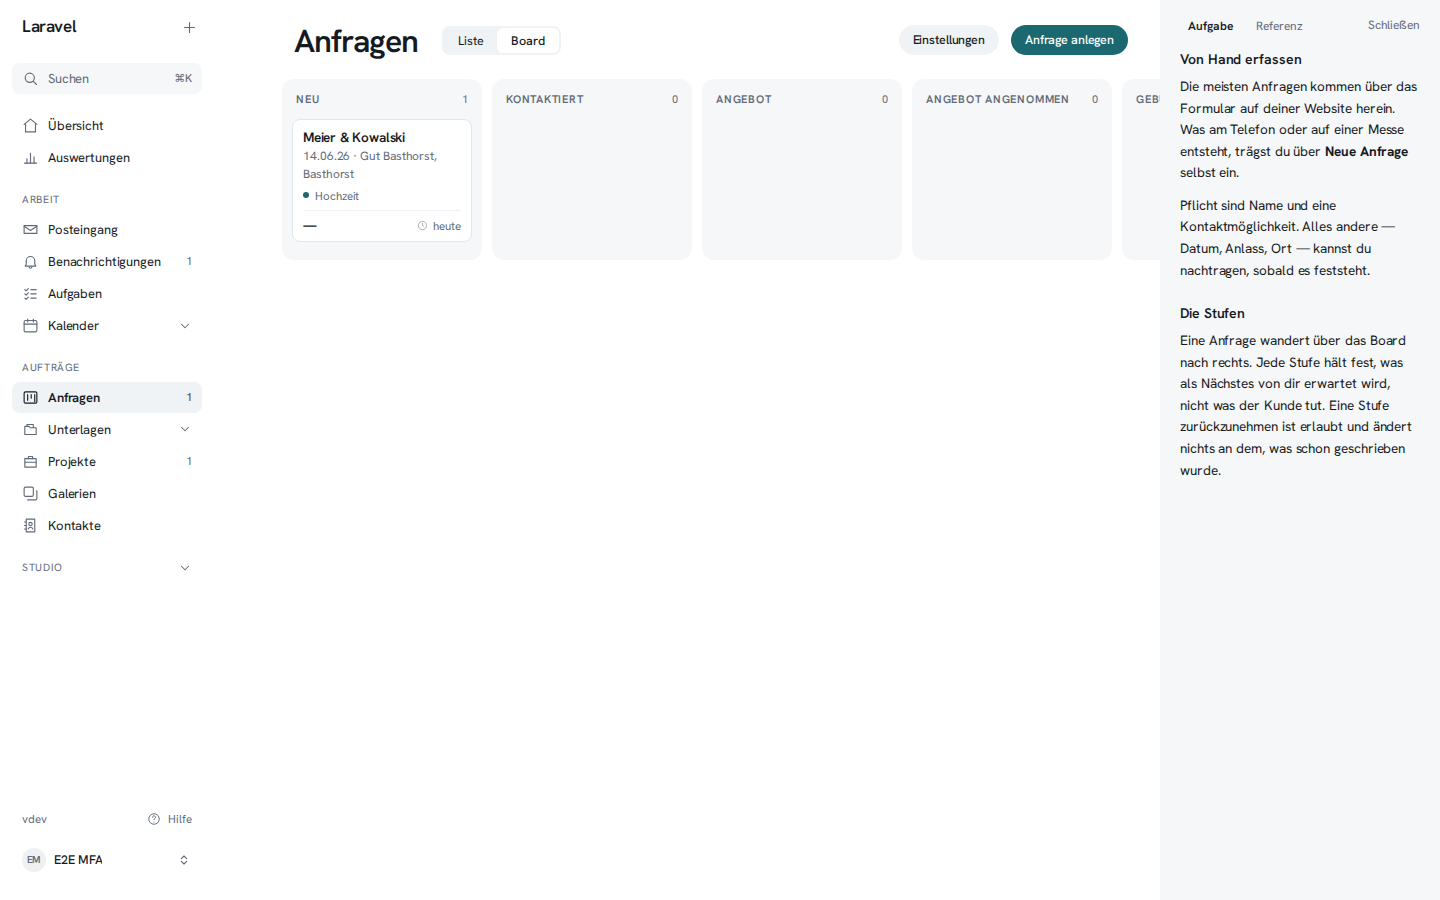 Laravel
Suchen ⌘K
Übersicht
Auswertungen
ARBEIT
Posteingang
Benachrichtigungen 1
Aufgaben
Kalender
AUFTRÄGE
Anfragen 1
Unterlagen
Projekte 1
Galerien
Kontakte
STUDIO
vdev
Hilfe
EM E2E MFA
Anfragen
Liste Board
Einstellungen
Anfrage anlegen
NEU 1
Meier & Kowalski
14.06.26 · Gut Basthorst,
Basthorst
Hochzeit
— heute
KONTAKTIERT 0
ANGEBOT 0
ANGEBOT ANGENOMMEN 0
Aufgabe Referenz Schließen
Von Hand erfassen
Die meisten Anfragen kommen über das
Formular auf deiner Website herein.
Was am Telefon oder auf einer Messe
entsteht, trägst du über Neue Anfrage
selbst ein.
Pflicht sind Name und eine
Kontaktmöglichkeit. Alles andere —
Datum, Anlass, Ort — kannst du
nachtragen, sobald es feststeht.
Die Stufen
Eine Anfrage wandert über das Board
nach rechts. Jede Stufe hält fest, was
als Nächstes von dir erwartet wird,
nicht was der Kunde tut. Eine Stufe
zurückzunehmen ist erlaubt und ändert
nichts an dem, was schon geschrieben
wurde.